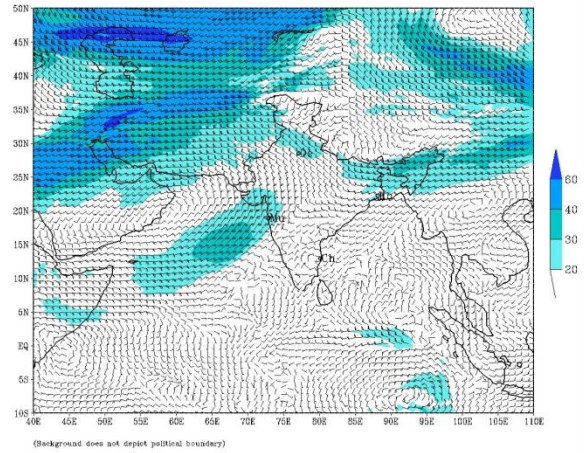 50N
45N
40N
35N
30N
25N
20N
15N
10N
5N
EQ
5S
10S
40E 45E 50E 55E 60E 65E 70E 75E 80E 85E 90E 95E 100E 105E 110E
60
40
30
20
Mu
Ch
(Background does not depict political boundary)